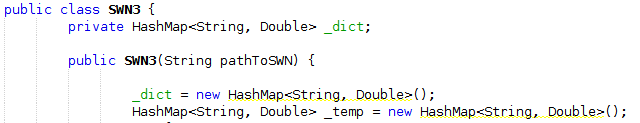 public class SWN3 {
private HashMap<String, Double> _dict;
public SWN3(String pathToSWN) {
_dict = new HashMap<String, Double>();
HashMap<String, Double> _temp = new HashMap<String, Double>();